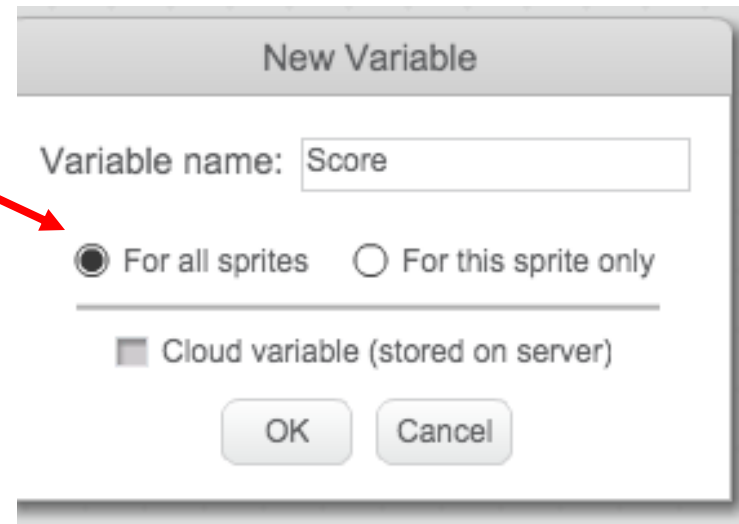 New Variable
Variable name: Score
For all sprites For this sprite only
Cloud variable (stored on server)
OK Cancel